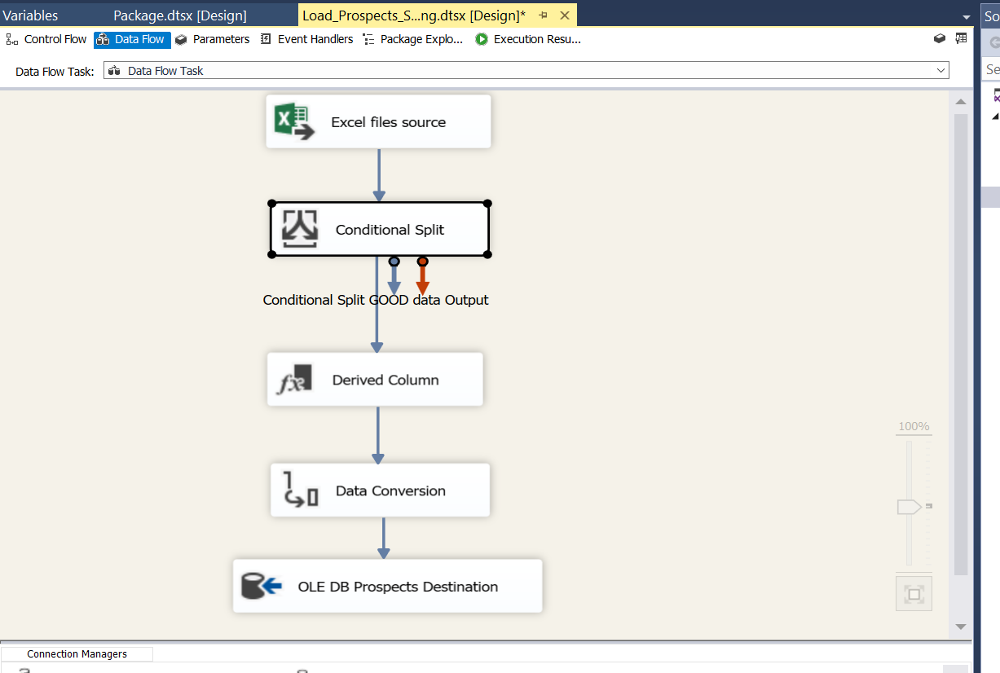 Variables Package.dtsx [Design] Load_Prospects_S...ng.dtsx [Design]* So
Control Flow Data Flow Parameters Event Handlers Package Explo... Execution Resu...
Data Flow Task: Data Flow Task Se
Excel files source
Conditional Split
Conditional Split GOOD data Output
Derived Column
Data Conversion
100%
OLE DB Prospects Destination
Connection Managers